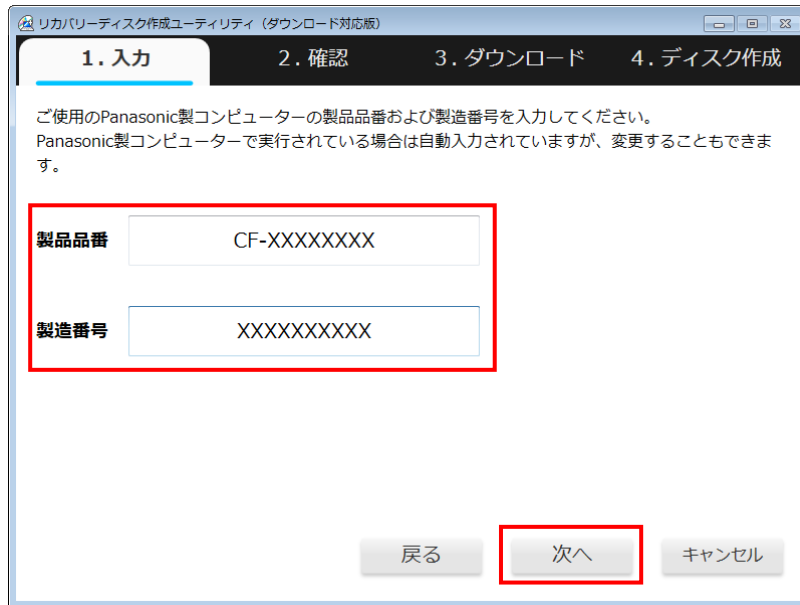 リカバリーディスク作成ユーティリティ（ダウンロード対応版）
1．入力 2．確認 3．ダウンロード 4．ディスク作成
ご使用のPanasonic製コンピューターの製品品番および製造番号を入力してください。
Panasonic製コンピューターで実行されている場合は自動入力されていますが、変更することもできま
す。
製品品番 CF-XXXXXXXX
製造番号 XXXXXXXXXX
戻る 次へ キャンセル